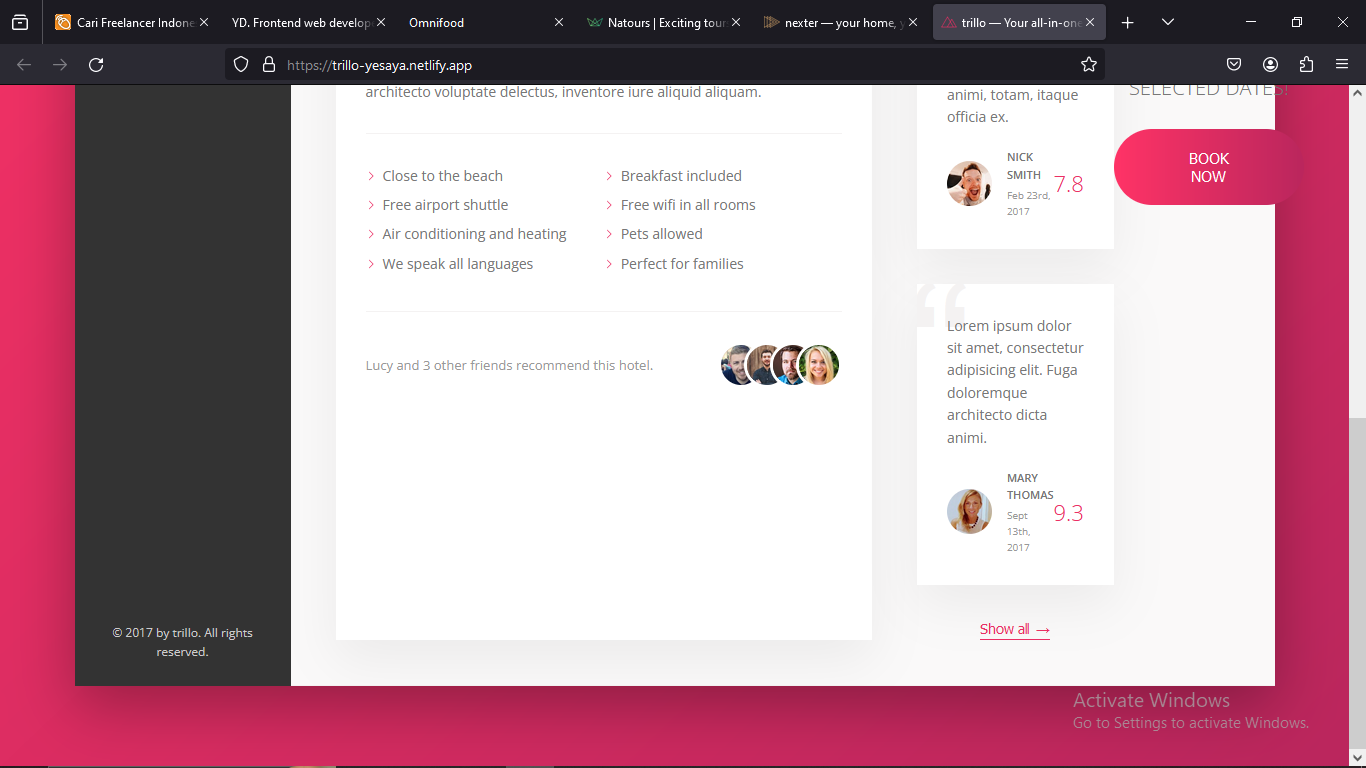 Cari Freelancer Indone
YD. Frontend web develop
Omnifood
Natours | Exciting tour
nexter — your home, y
trillo — Your all-in-one
https://trillo-yesaya.netlify.app
architecto voluptate delectus, inventore iure aliquid aliquam.
Close to the beach
Free airport shuttle
Air conditioning and heating
We speak all languages
Breakfast included
Free wifi in all rooms
Pets allowed
Perfect for families
Lucy and 3 other friends recommend this hotel.
animi, totam, itaque
officia ex.
NICK
SMITH
Feb 23rd,
2017
7.8
“
Lorem ipsum dolor
sit amet, consectetur
adipisicing elit. Fuga
doloremque
architecto dicta
animi.
MARY
THOMAS
Sept
13th,
2017
9.3
Show all →
SELECTED DATES!
BOOK
NOW
© 2017 by trillo. All rights
reserved.
Activate Windows
Go to Settings to activate Windows.